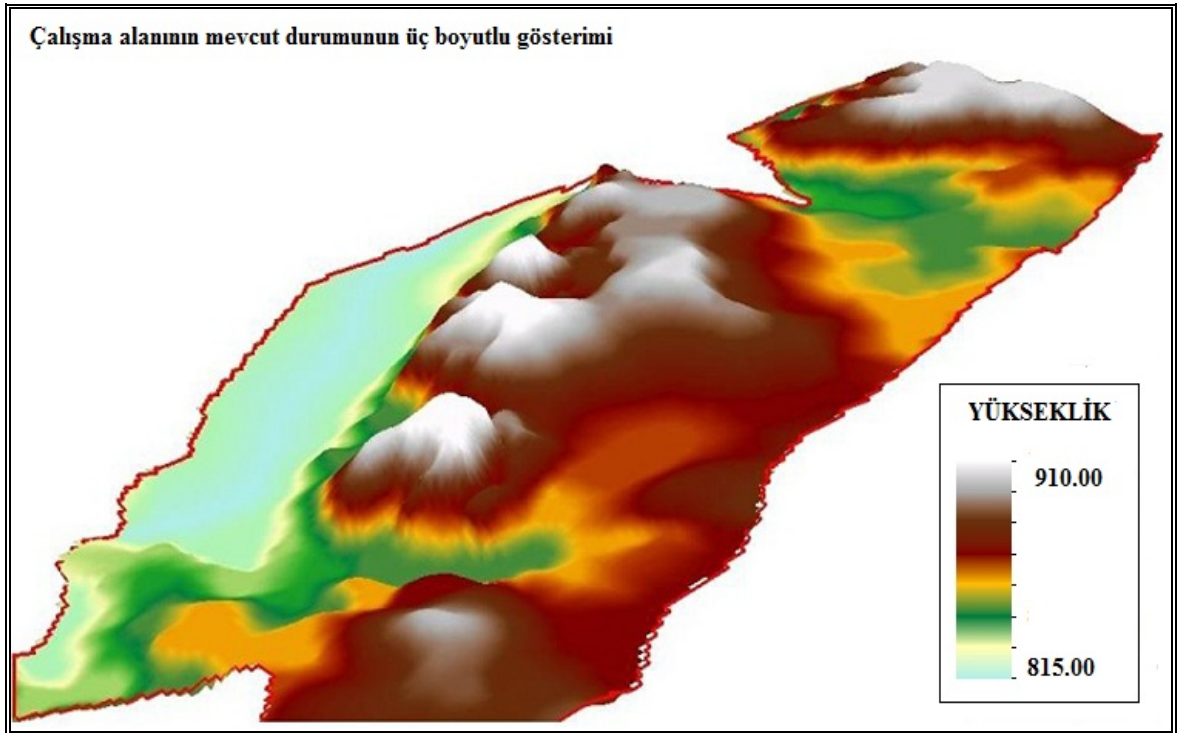 Çalışma alanının mevcut durumunun üç boyutlu gösterimi
YÜKSEKLİK
910.00
815.00